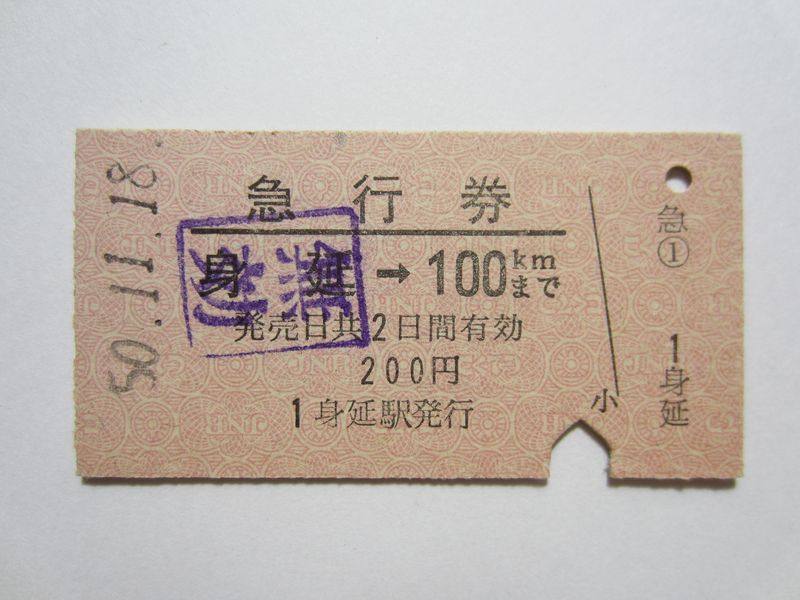 50.11.18.
急行券
身延→100kmまで
発売日共2日間有効
200円
1身延駅発行
無効
小
急
①
1身延